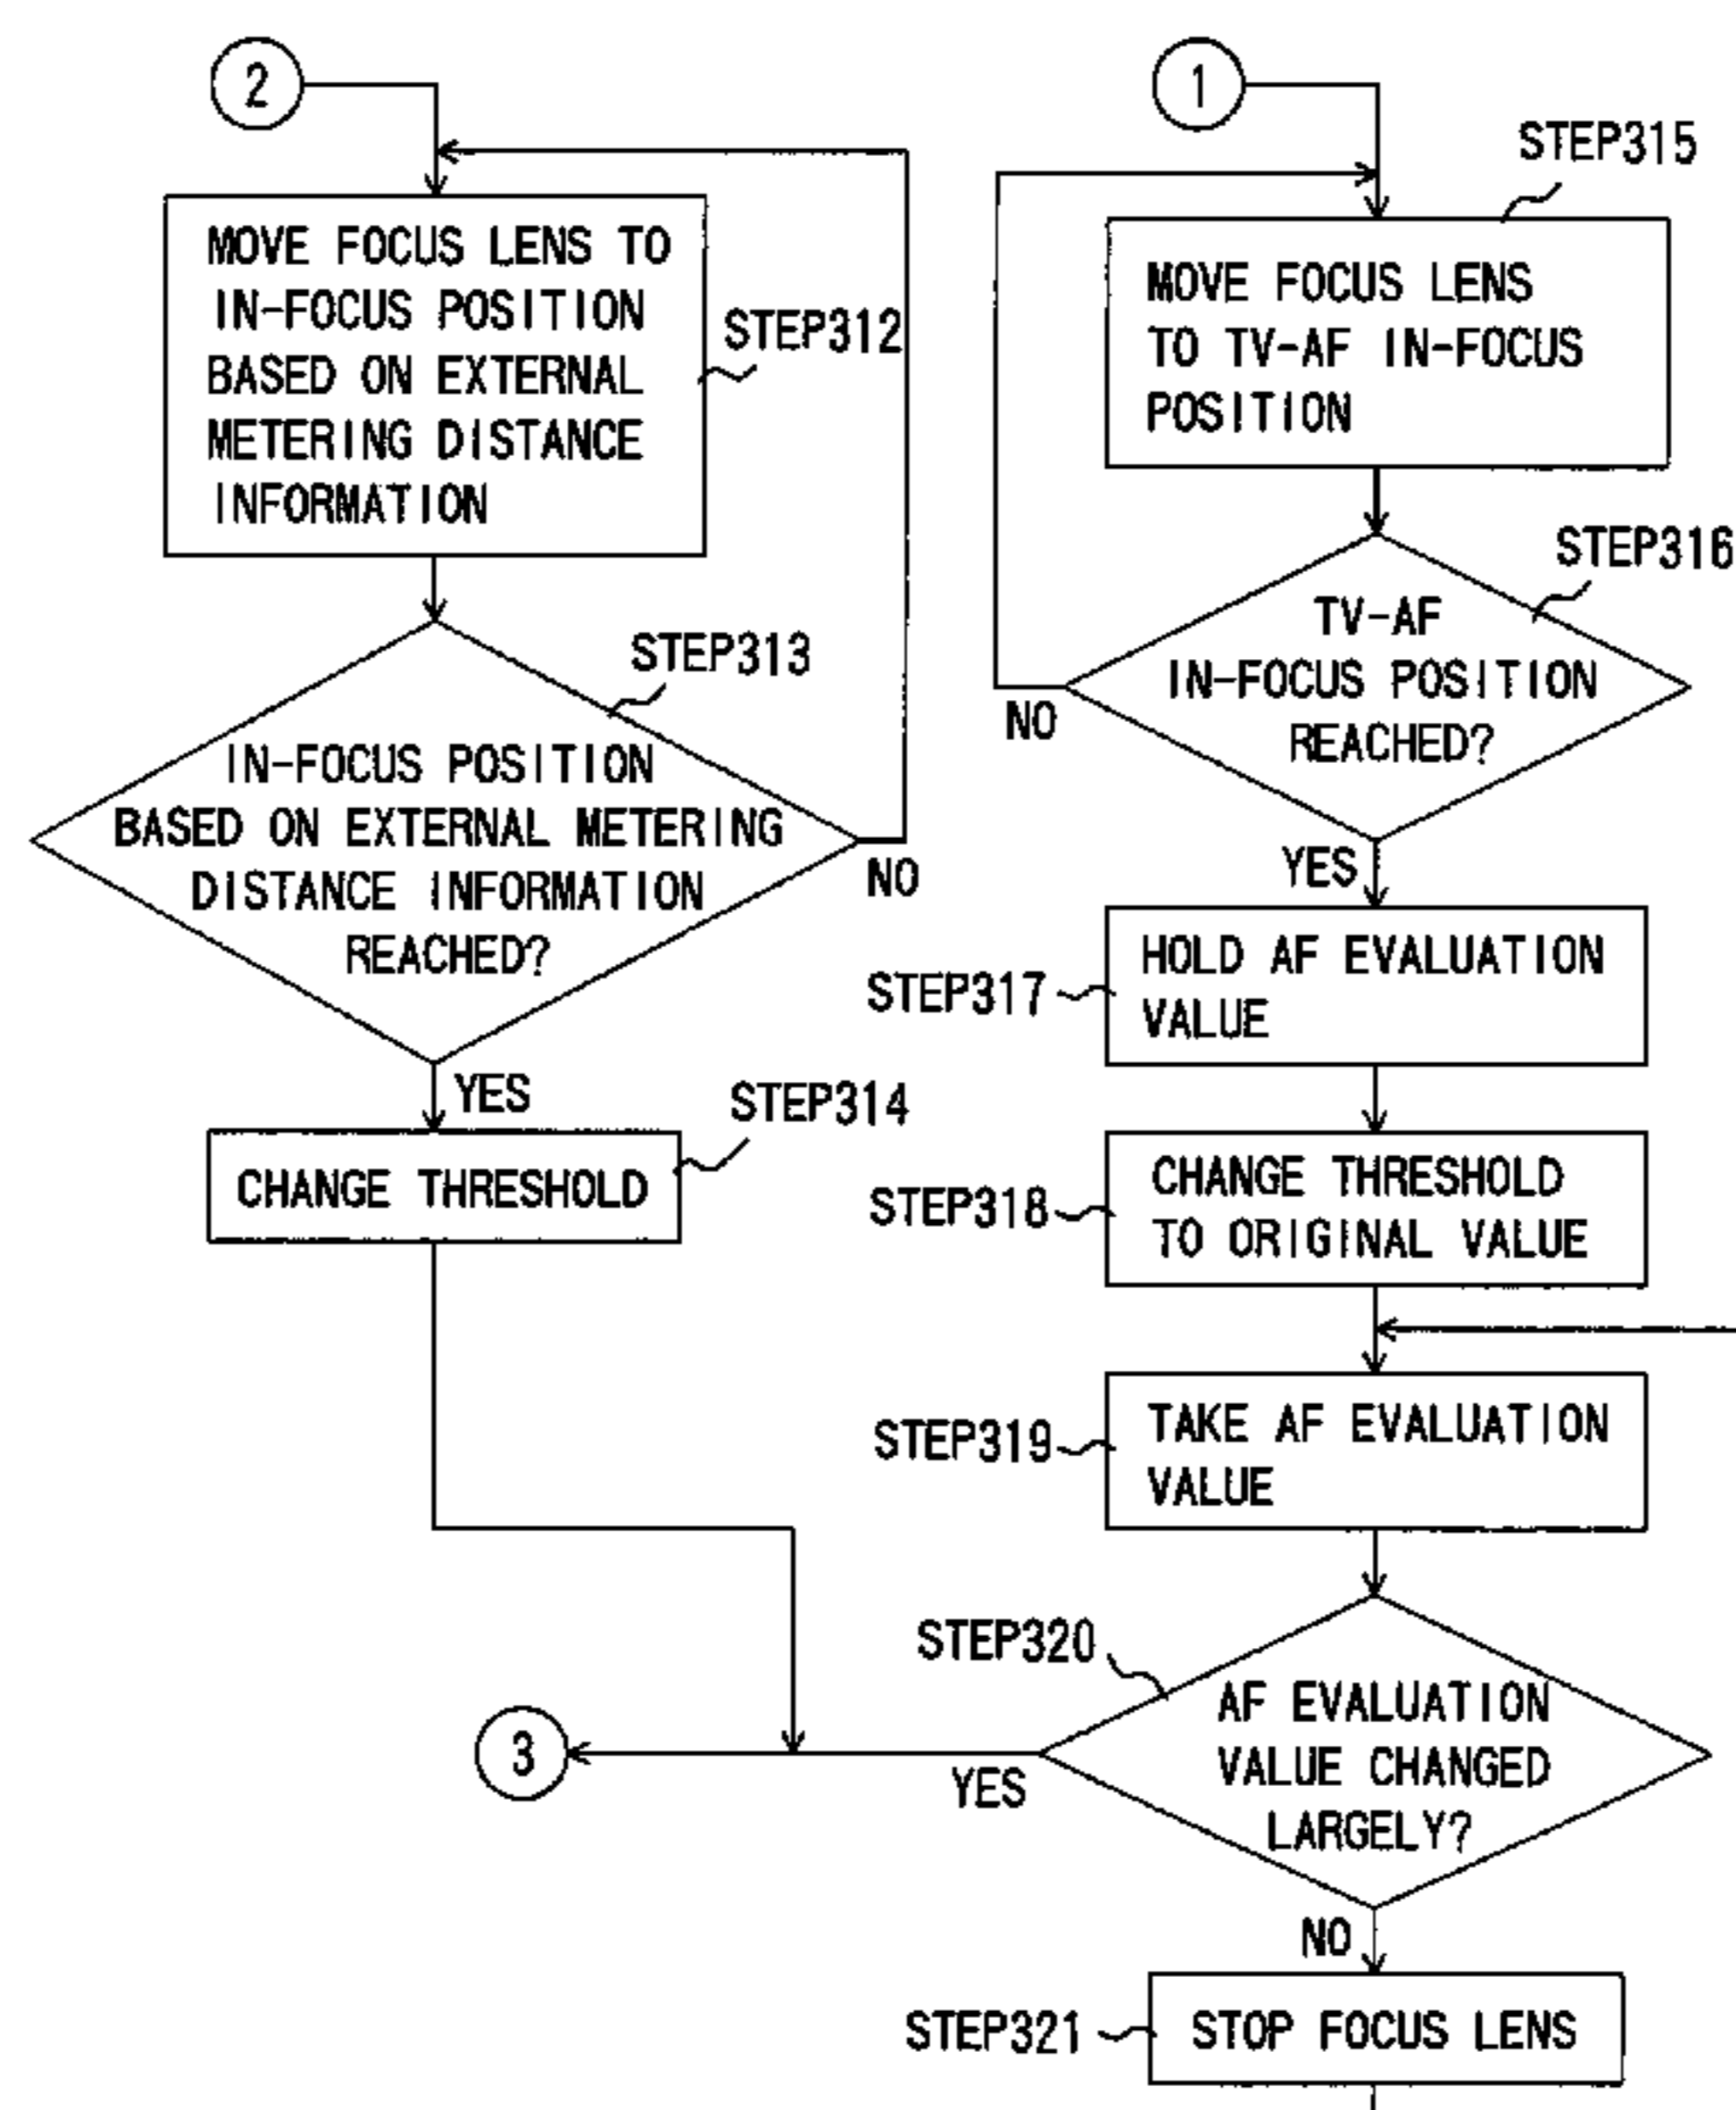 2
MOVE FOCUS LENS TO
IN-FOCUS POSITION
BASED ON EXTERNAL
METERING DISTANCE
INFORMATION
STEP312
STEP313
IN-FOCUS POSITION
BASED ON EXTERNAL METERING
DISTANCE INFORMATION
REACHED?
NO
YES
STEP314
CHANGE THRESHOLD
3
1
STEP315
MOVE FOCUS LENS
TO TV-AF IN-FOCUS
POSITION
STEP316
TV-AF
IN-FOCUS POSITION
REACHED?
NO
YES
STEP317
HOLD AF EVALUATION
VALUE
STEP318
CHANGE THRESHOLD
TO ORIGINAL VALUE
STEP319
TAKE AF EVALUATION
VALUE
STEP320
AF EVALUATION
VALUE CHANGED
LARGELY?
YES
NO
STEP321
STOP FOCUS LENS